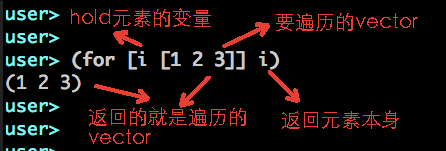 user> hold元素的变量 要遍历的vector
user>
user> (for [i [1 2 3]] i)
(1 2 3)
user>
user> 返回的就是遍历的 返回元素本身
user> vector